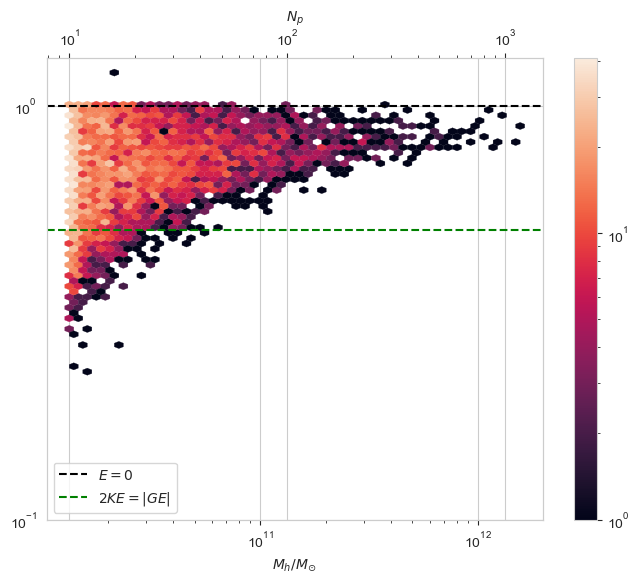 $N_p$
$10^1$ $10^2$ $10^3$
$10^0$
$10^1$
$E = 0$
$2KE = |GE|$
$10^{-1}$
$10^0$
$10^{11}$ $10^{12}$
$M_h/M_\odot$